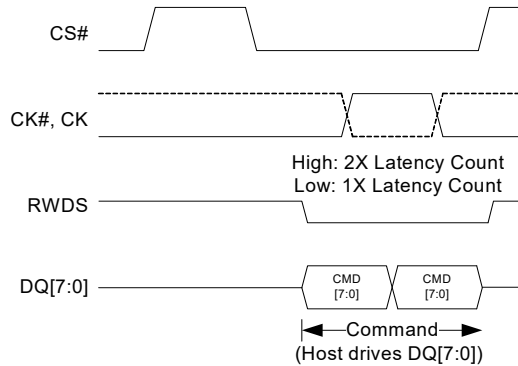 CS#
CK#, CK
High: 2X Latency Count
Low: 1X Latency Count
RWDS
DQ[7:0]
CMD
[7:0]
CMD
[7:0]
Command
(Host drives DQ[7:0])